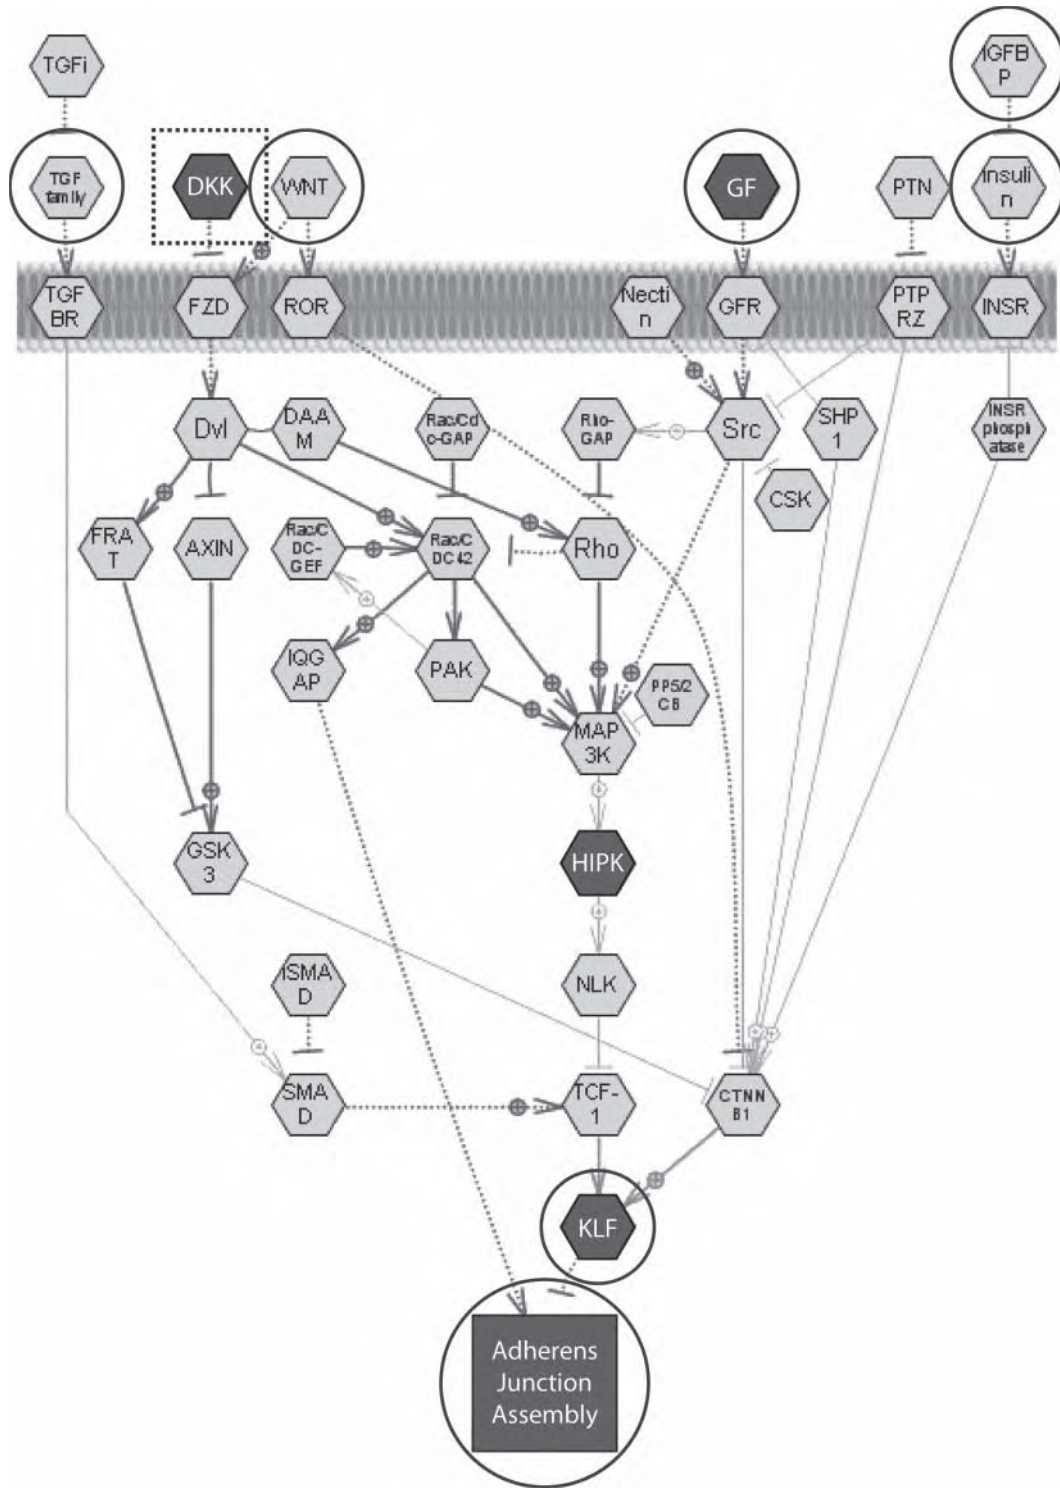 TGFi
IGFB
P
TGF
family
DKK
WNT
GF
PTN
Insuli
n
TGF
BR
FZD
ROR
Necti
n
GFR
PTP
RZ
INSR
Dvl
DAA
M
Rac/Cd
c-GAP
Rho-
GAP
Src
SHP
1
INSR
phosph
atase
CSK
FRA
T
AXIN
Rac/C
DC-
GEF
Rac/C
DC42
Rho
IQG
AP
PAK
PP5/2
CB
MAP
3K
GSK
3
HIPK
ISMA
D
NLK
SMA
D
TCF-
1
CTNN
B1
KLF
Adherens
Junction
Assembly